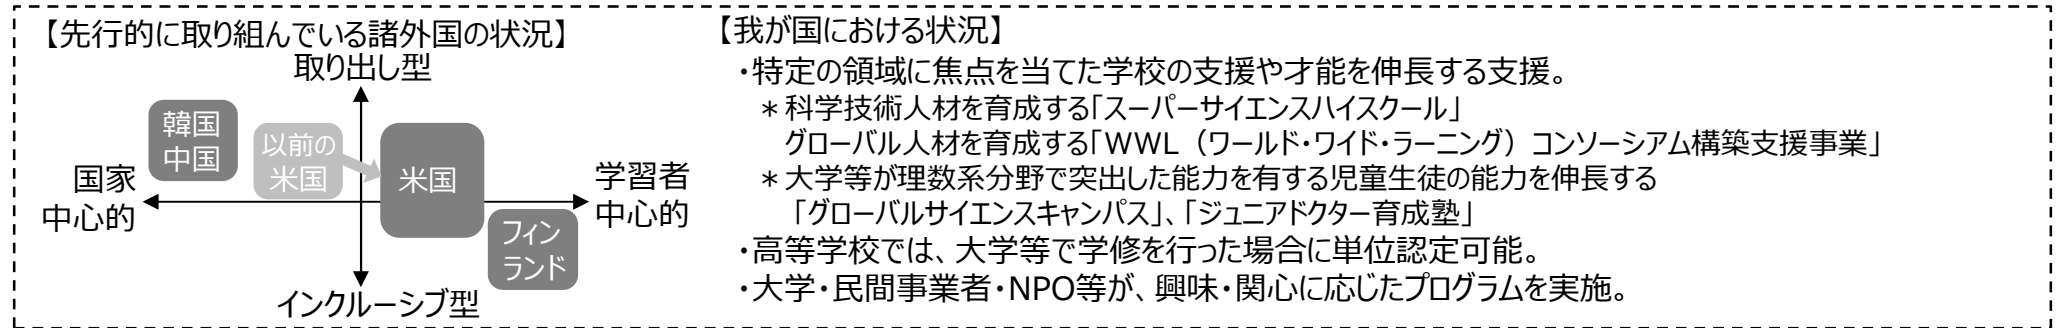 【先行的に取り組んでいる諸外国の状況】
取り出し型
韓国
中国
以前の
米国
米国
国家
中心的
学習者
中心的
フィン
ランド
インクルーシブ型
【我が国における状況】
・特定の領域に焦点を当てた学校の支援や才能を伸長する支援。
＊科学技術人材を育成する「スーパーサイエンスハイスクール」
グローバル人材を育成する「WWL（ワールド・ワイド・ラーニング）コンソーシアム構築支援事業」
＊大学等が理数系分野で突出した能力を有する児童生徒の能力を伸長する
「グローバルサイエンスキャンパス」、「ジュニアドクター育成塾」
・高等学校では、大学等で学修を行った場合に単位認定可能。
・大学・民間事業者・NPO等が、興味・関心に応じたプログラムを実施。